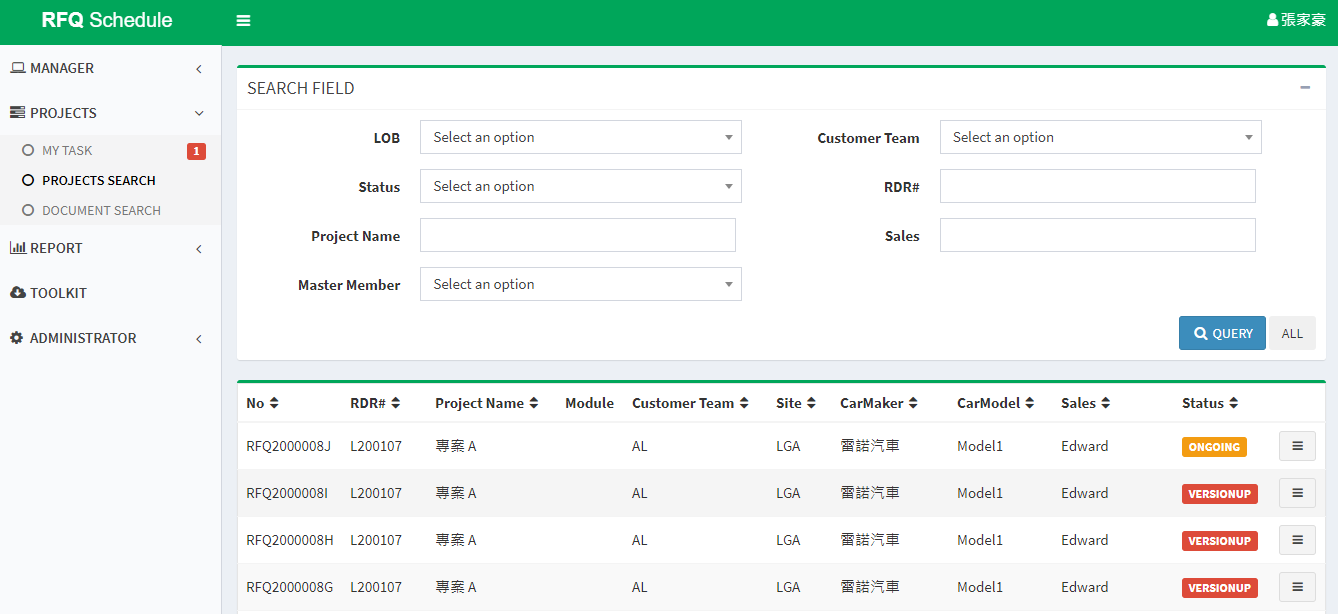 RFQ Schedule
張家豪
MANAGER
PROJECTS
MY TASK 1
PROJECTS SEARCH
DOCUMENT SEARCH
REPORT
TOOLKIT
ADMINISTRATOR
SEARCH FIELD
LOB Select an option Customer Team Select an option
Status Select an option RDR#
Project Name Sales
Master Member Select an option
QUERY ALL
No RDR# Project Name Module Customer Team Site CarMaker CarModel Sales Status
RFQ2000008J L200107 專案 A AL LGA 雷諾汽車 Model1 Edward ONGOING
RFQ2000008I L200107 專案 A AL LGA 雷諾汽車 Model1 Edward VERSIONUP
RFQ2000008H L200107 專案 A AL LGA 雷諾汽車 Model1 Edward VERSIONUP
RFQ2000008G L200107 專案 A AL LGA 雷諾汽車 Model1 Edward VERSIONUP